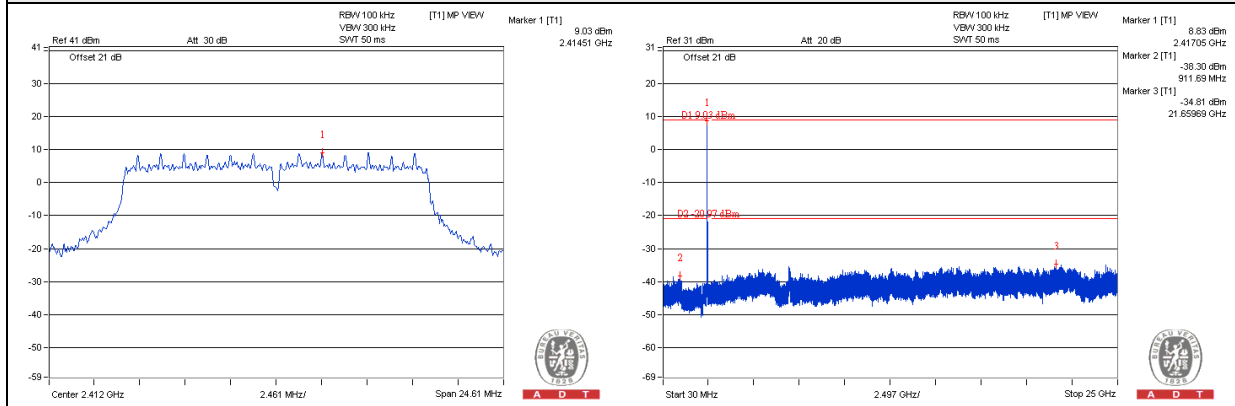 RBW 100 kHz [T1] MP VIEW
VBW 300 kHz
SWT 50 ms
Marker 1 [T1]
9.03 dBm
2.41451 GHz
Ref 41 dBm Att 30 dB
Offset 21 dB
41
30
20
10
0
-10
-20
-30
-40
-50
-59
1
Center 2.412 GHz 2.461 MHz/ Span 24.61 MHz
BUREAU VERITAS
1828
A D T
RBW 100 kHz [T1] MP VIEW
VBW 300 kHz
SWT 50 ms
Marker 1 [T1]
8.83 dBm
2.41705 GHz
Marker 2 [T1]
-38.30 dBm
911.69 MHz
Marker 3 [T1]
-34.81 dBm
21.65969 GHz
Ref 31 dBm Att 20 dB
Offset 21 dB
31
20
10
0
-10
-20
-30
-40
-50
-60
-69
1
D1 9.03 dBm
D2 -20.97 dBm
2
3
Start 30 MHz 2.497 GHz/ Stop 25 GHz
BUREAU VERITAS
1828
A D T